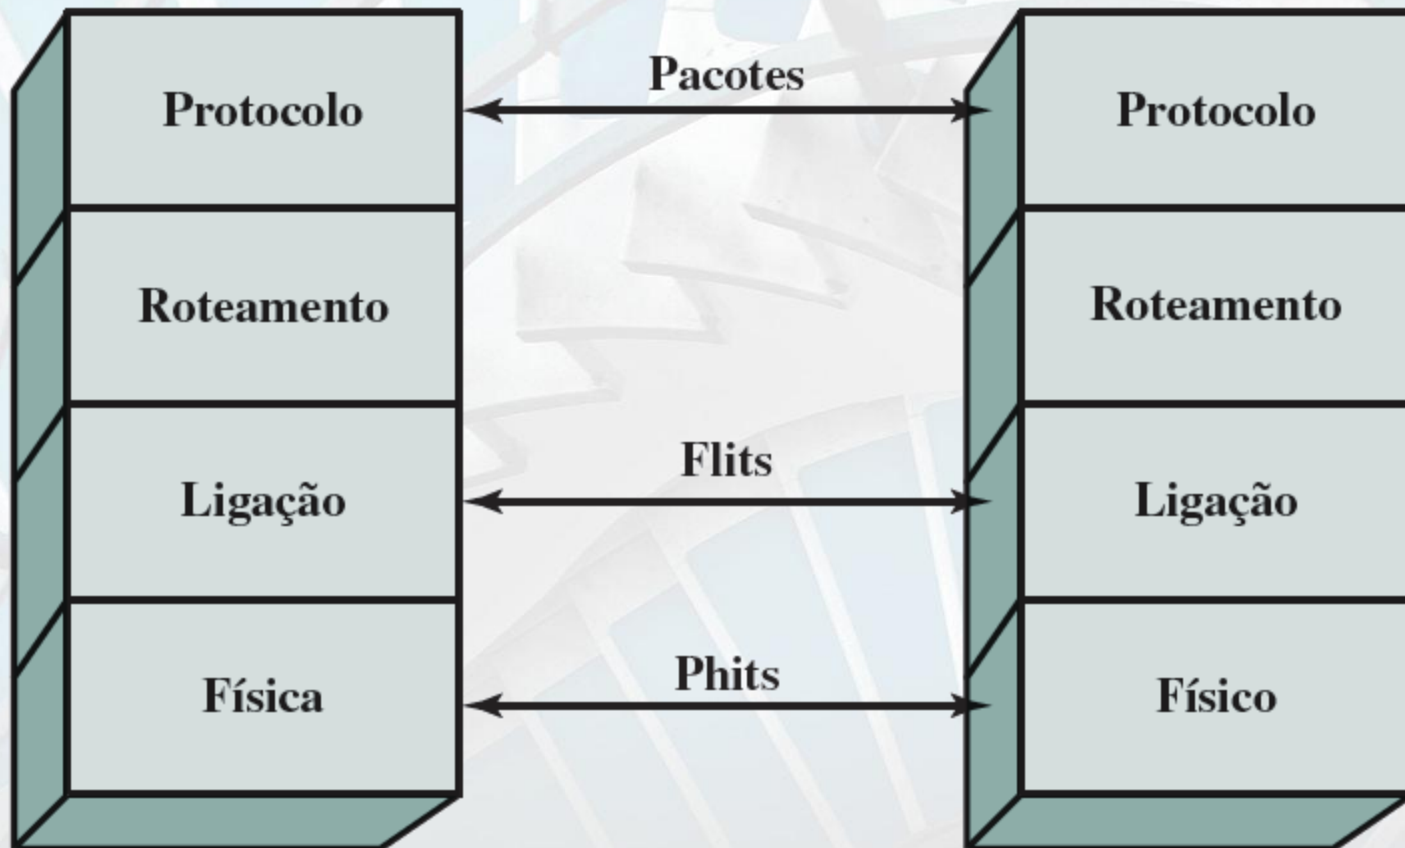 Pacotes
Protocolo
Protocolo
Roteamento
Roteamento
Flits
Ligação
Ligação
Phits
Física
Físico